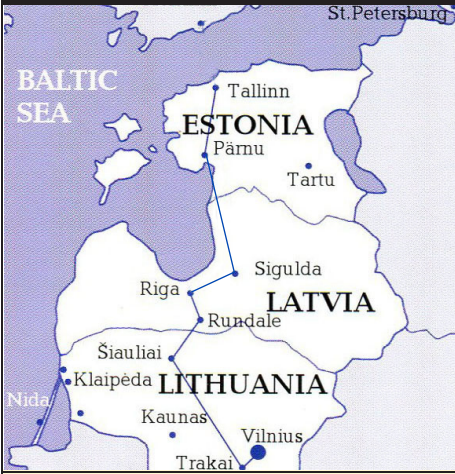 St.Petersburg
BALTIC
SEA
Tallinn
ESTONIA
Pärnu
Tartu
Sigulda
Riga
LATVIA
Rundale
Šiauliai
Klaipėda
LITHUANIA
Nida
Kaunas
Vilnius
Trakai